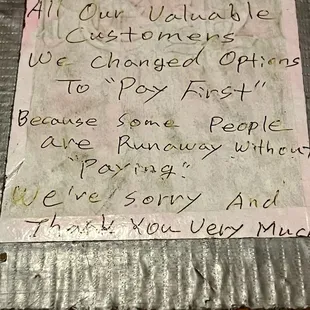 All Our Valuable
Customers
We Changed Options
To "Pay First"
Because Some People
are Runaway Without
"Paying"
We're Sorry And
Thank You Very Much